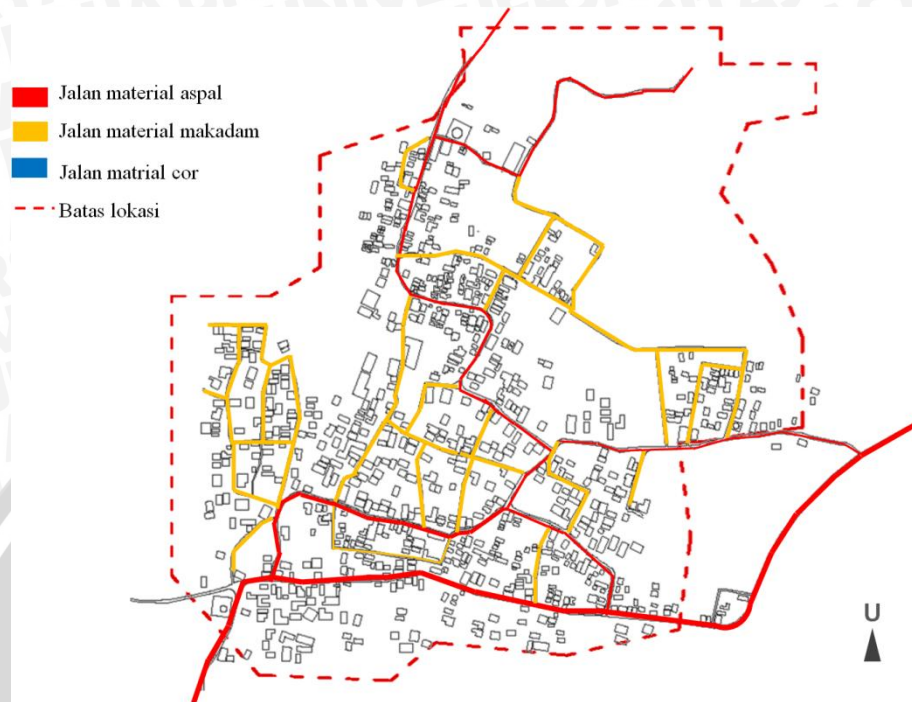 Jalan material aspal
Jalan material makadam
Jalan matrial cor
Batas lokasi
U